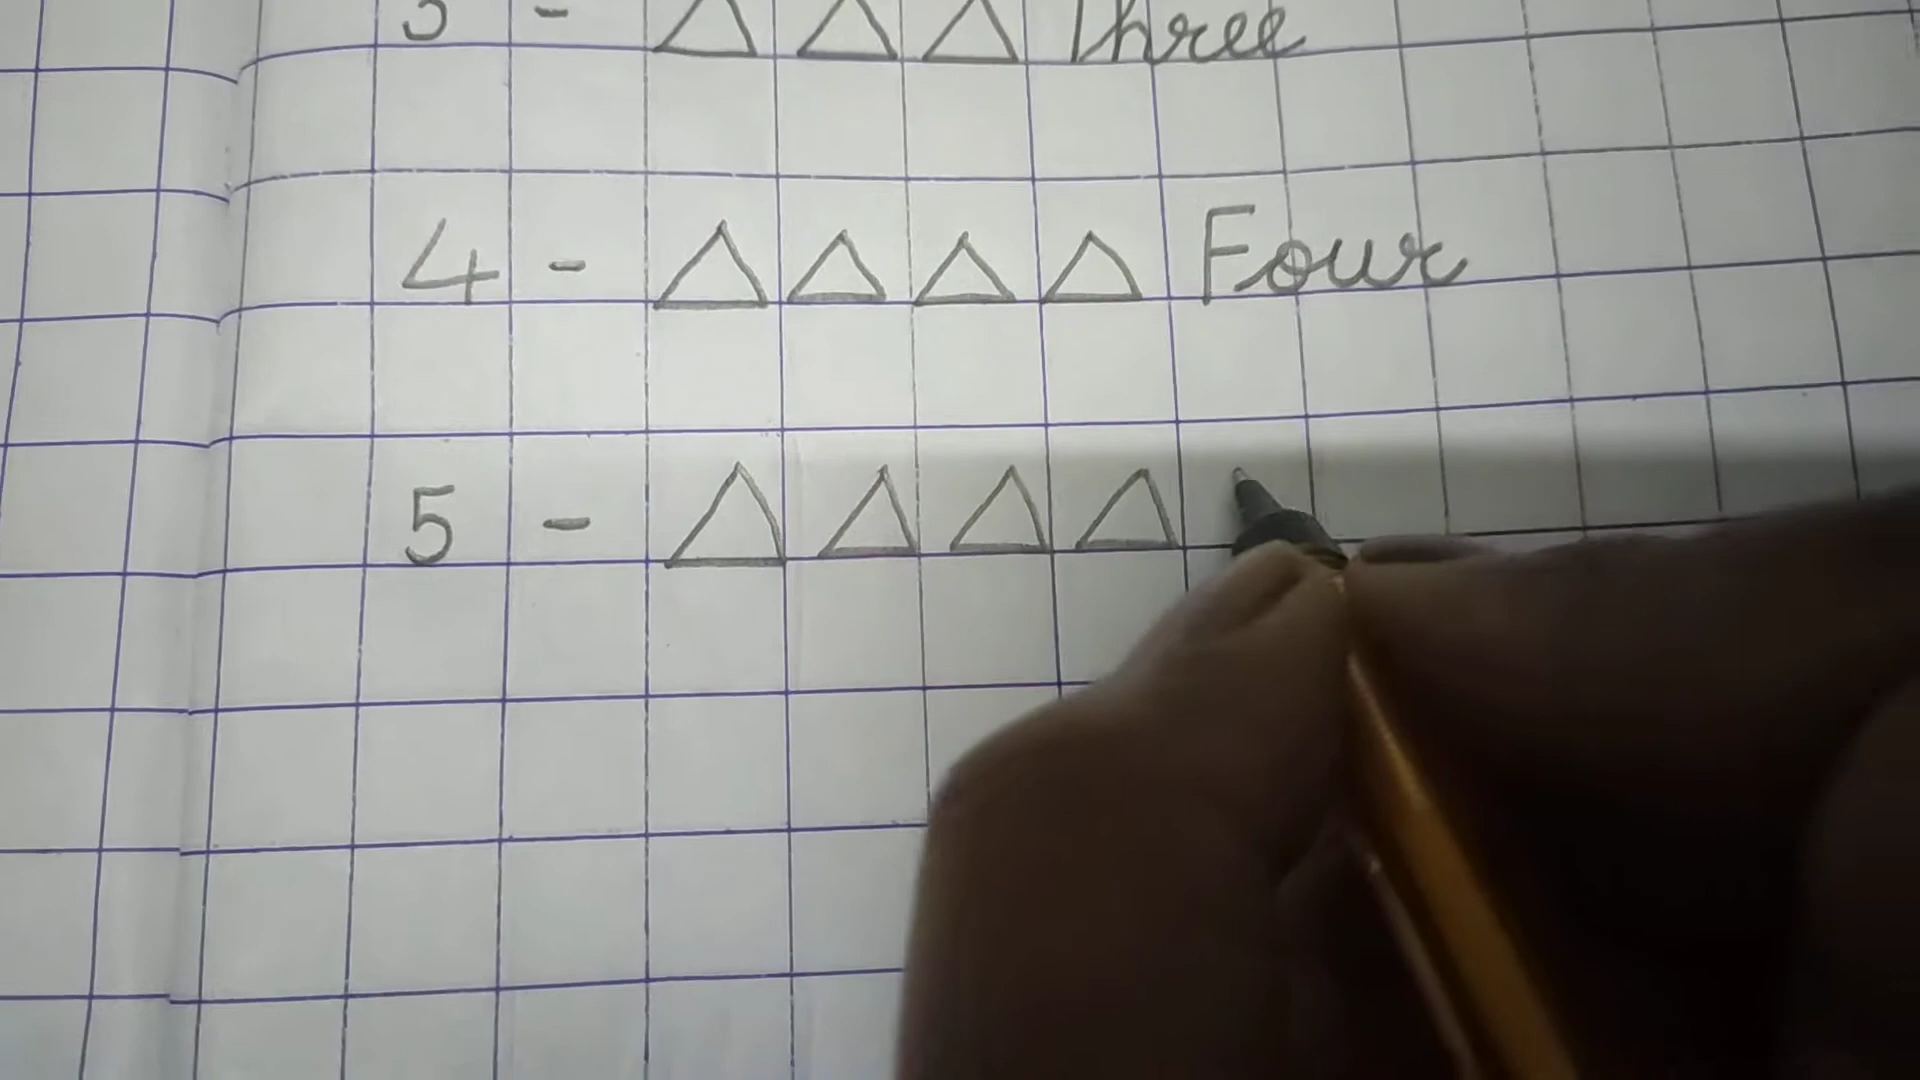 3 - △ △ △ Three
4 - △ △ △ △ Four
5 - △ △ △ △